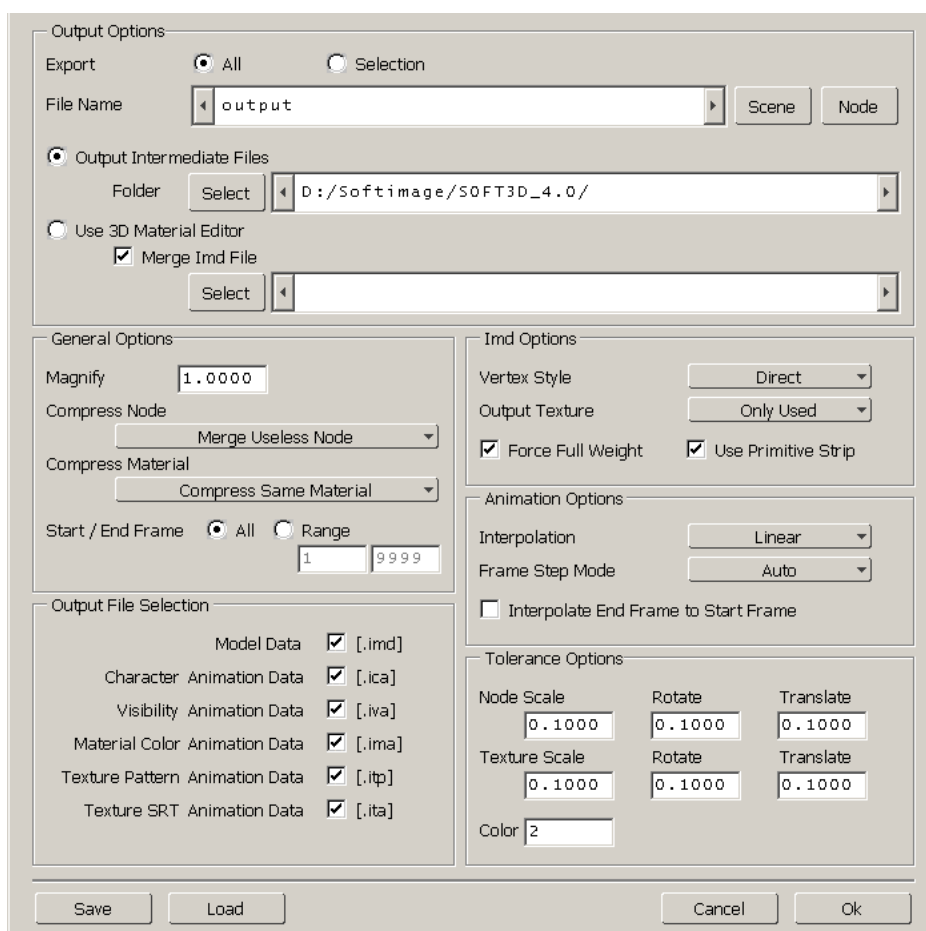 Output Options
Export All Selection
File Name output Scene Node
Output Intermediate Files
Folder Select D:/Softimage/SOFT3D_4.0/
Use 3D Material Editor
Merge Imd File
Select
General Options
Magnify 1.0000
Compress Node
Merge Useless Node
Compress Material
Compress Same Material
Start / End Frame All Range
1 9999
Imd Options
Vertex Style Direct
Output Texture Only Used
Force Full Weight Use Primitive Strip
Animation Options
Interpolation Linear
Frame Step Mode Auto
Interpolate End Frame to Start Frame
Output File Selection
Model Data [.imd]
Character Animation Data [.ica]
Visibility Animation Data [.iva]
Material Color Animation Data [.ima]
Texture Pattern Animation Data [.itp]
Texture SRT Animation Data [.ita]
Tolerance Options
Node Scale Rotate Translate
0.1000 0.1000 0.1000
Texture Scale Rotate Translate
0.1000 0.1000 0.1000
Color 2
Save Load Cancel Ok